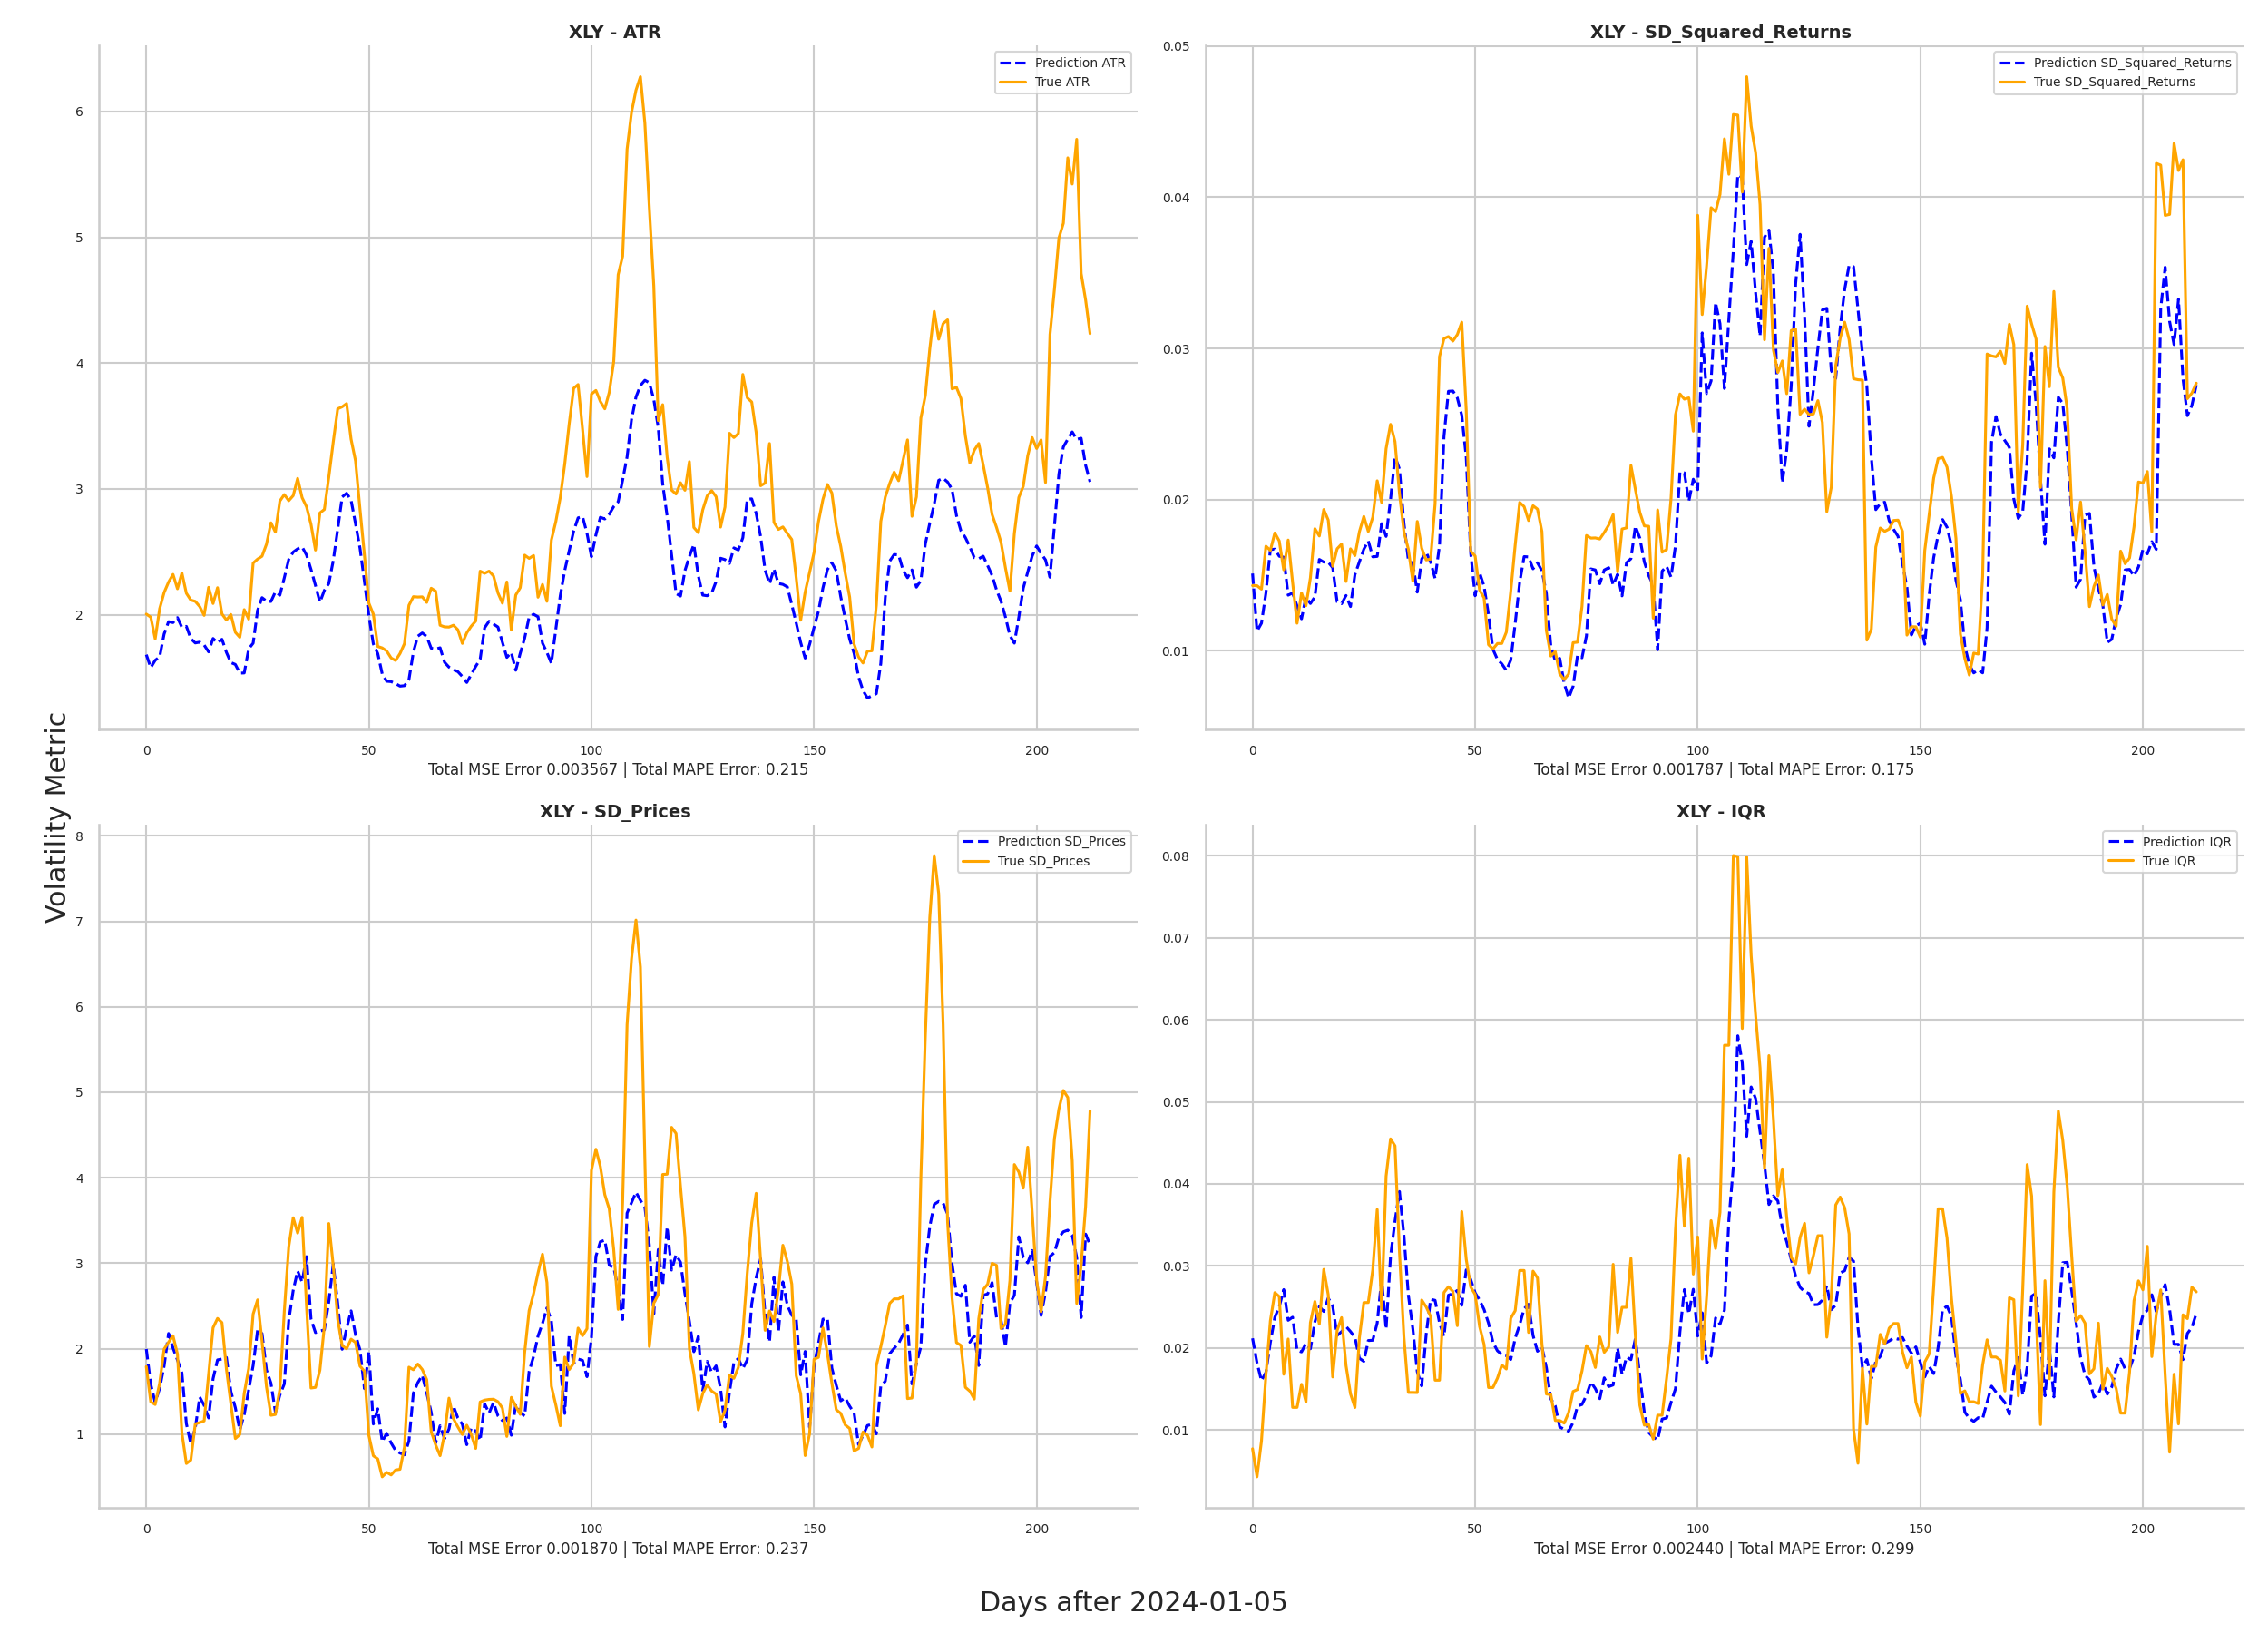 XLY - ATR
Prediction ATR
True ATR
6
5
4
3
2
0
50
100
150
200
Total MSE Error 0.003567 | Total MAPE Error: 0.215
XLY - SD_Squared_Returns
Prediction SD_Squared_Returns
True SD_Squared_Returns
0.05
0.04
0.03
0.02
0.01
0
50
100
150
200
Total MSE Error 0.001787 | Total MAPE Error: 0.175
Volatility Metric
XLY - SD_Prices
Prediction SD_Prices
True SD_Prices
8
7
6
5
4
3
2
1
0
50
100
150
200
Total MSE Error 0.001870 | Total MAPE Error: 0.237
XLY - IQR
Prediction IQR
True IQR
0.08
0.07
0.06
0.05
0.04
0.03
0.02
0.01
0
50
100
150
200
Total MSE Error 0.002440 | Total MAPE Error: 0.299
Days after 2024-01-05